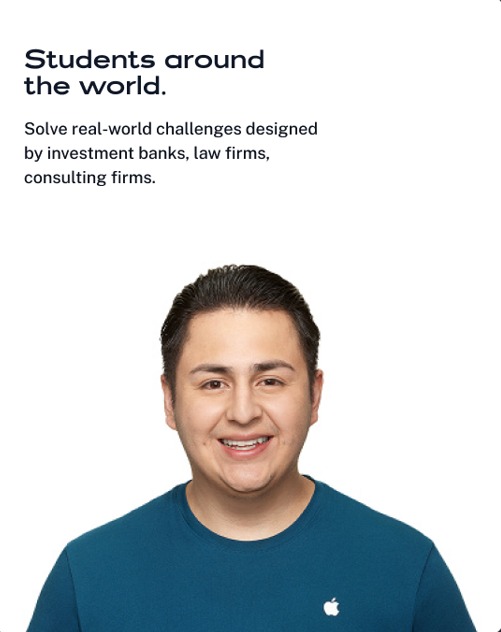 Students around
the world.
Solve real-world challenges designed
by investment banks, law firms,
consulting firms.